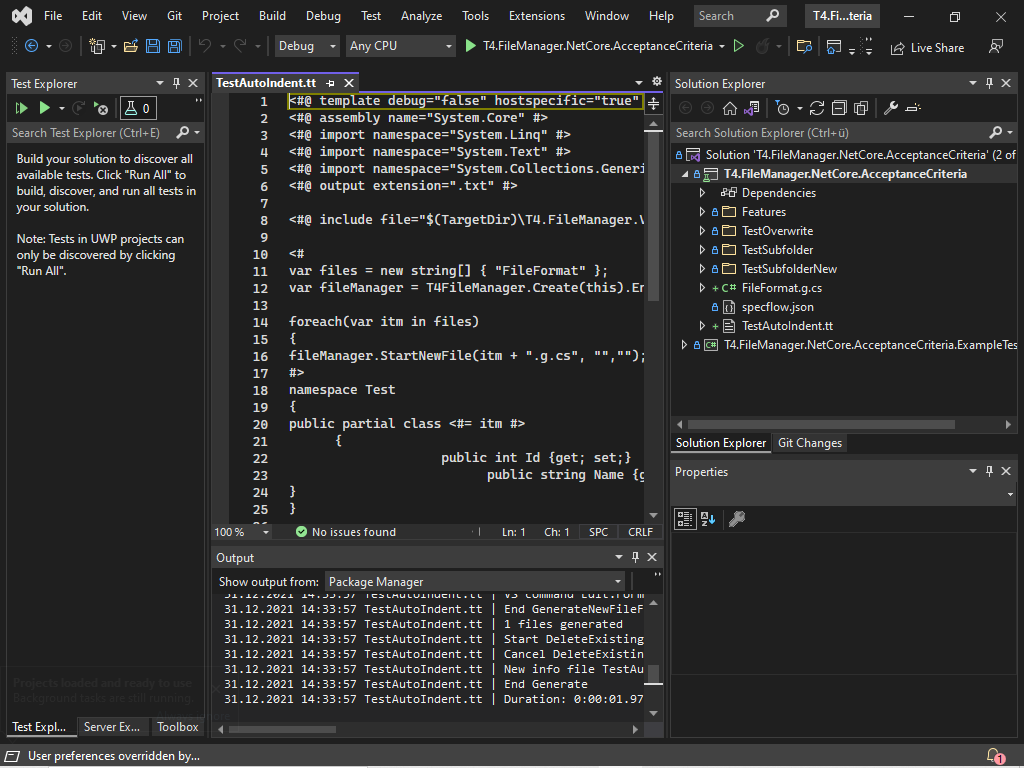 File Edit View Git Project Build Debug Test Analyze Tools Extensions Window Help Search T4.Fi...teria
Debug Any CPU T4.FileManager.NetCore.AcceptanceCriteria Live Share
Test Explorer
0
Search Test Explorer (Ctrl+E)
Build your solution to discover all
available tests. Click "Run All" to
build, discover, and run all tests in
your solution.
Note: Tests in UWP projects can
only be discovered by clicking
"Run All".
Projects loaded and ready to use
Background tasks are still running.
Test Expl... Server Ex... Toolbox
TestAutoIndent.tt
1 <#@ template debug="false" hostspecific="true"
2 <#@ assembly name="System.Core" #>
3 <#@ import namespace="System.Linq" #>
4 <#@ import namespace="System.Text" #>
5 <#@ import namespace="System.Collections.Generi
6 <#@ output extension=".txt" #>
7
8 <#@ include file="$(TargetDir)\T4.FileManager.V
9
10 <#
11 var files = new string[] { "FileFormat" };
12 var fileManager = T4FileManager.Create(this).En
13
14 foreach(var itm in files)
15 {
16 fileManager.StartNewFile(itm + ".g.cs", "","");
17 #>
18 namespace Test
19 {
20 public partial class <#= itm #>
21 {
22 public int Id {get; set;}
23 public string Name {g
24 }
25 }
100 % No issues found Ln: 1 Ch: 1 SPC CRLF
Output
Show output from: Package Manager
31.12.2021 14:33:57 TestAutoIndent.tt | VS Command Edit.Form
31.12.2021 14:33:57 TestAutoIndent.tt | End GenerateNewFileF
31.12.2021 14:33:57 TestAutoIndent.tt | 1 files generated
31.12.2021 14:33:57 TestAutoIndent.tt | Start DeleteExisting
31.12.2021 14:33:57 TestAutoIndent.tt | Cancel DeleteExistin
31.12.2021 14:33:57 TestAutoIndent.tt | New info file TestAu
31.12.2021 14:33:57 TestAutoIndent.tt | End Generate
31.12.2021 14:33:57 TestAutoIndent.tt | Duration: 0:00:01.97
Solution Explorer
Search Solution Explorer (Ctrl+ü)
Solution 'T4.FileManager.NetCore.AcceptanceCriteria' (2 of
T4.FileManager.NetCore.AcceptanceCriteria
Dependencies
Features
TestOverwrite
TestSubfolder
TestSubfolderNew
C# FileFormat.g.cs
specflow.json
TestAutoIndent.tt
C# T4.FileManager.NetCore.AcceptanceCriteria.ExampleTes
Solution Explorer Git Changes
Properties
User preferences overridden by...
1